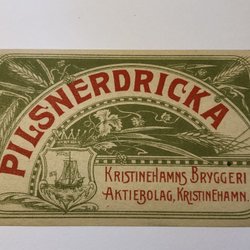 PILSNERDRICKA
KRISTINEHAMNS BRYGGERI
AKTIEBOLAG, KRISTINEHAMN.